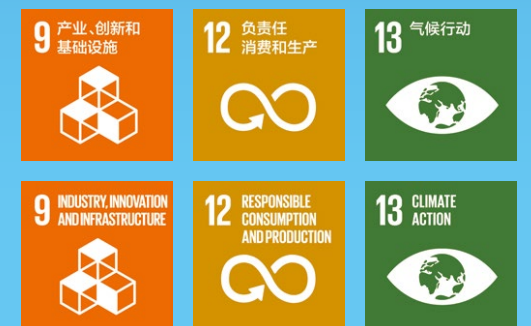 9 产业、创新和
基础设施
12 负责任
消费和生产
13 气候行动
9 INDUSTRY, INNOVATION
AND INFRASTRUCTURE
12 RESPONSIBLE
CONSUMPTION
AND PRODUCTION
13 CLIMATE
ACTION